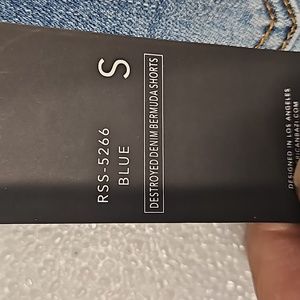 S
RSS-5266
BLUE
DESTROYED DENIM BERMUDA SHORTS
DESIGNED IN LOS ANGELES